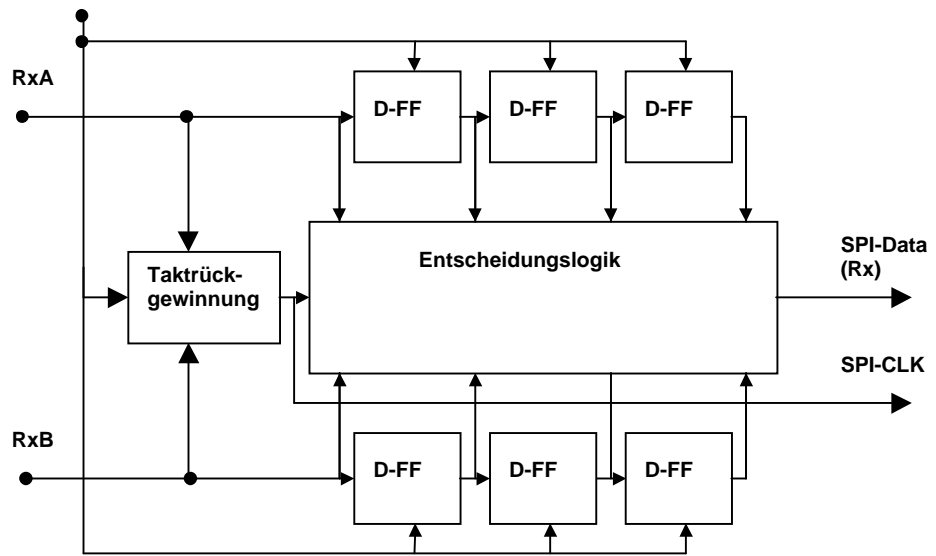 RxA
D-FF
D-FF
D-FF
Taktrück-
gewinnung
Entscheidungslogik
SPI-Data
(Rx)
SPI-CLK
RxB
D-FF
D-FF
D-FF